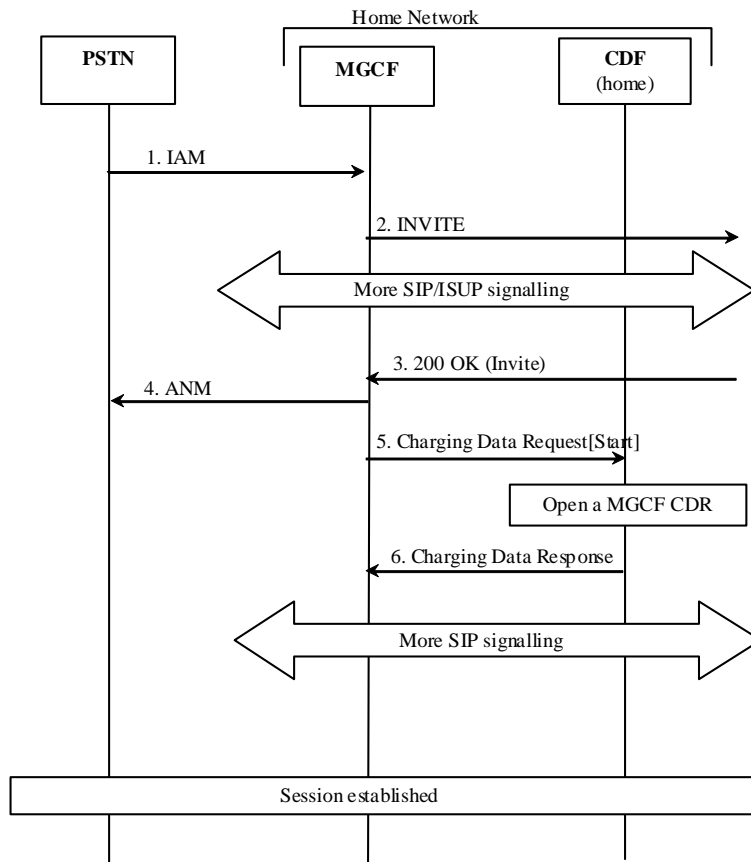 Home Network
PSTN
MGCF
CDF
(home)
1. IAM
2. INVITE
More SIP/ISUP signalling
3. 200 OK (Invite)
4. ANM
5. Charging Data Request[Start]
Open a MGCF CDR
6. Charging Data Response
More SIP signalling
Session established